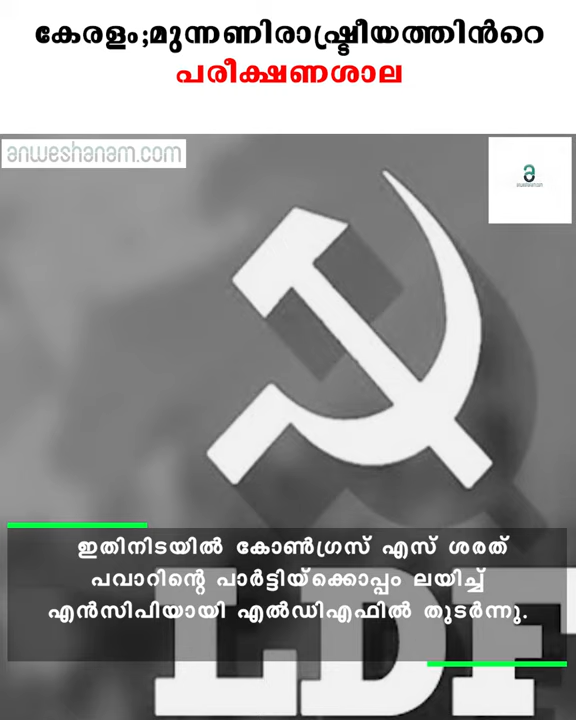 കേരളം;മുന്നണിരാഷ്ട്രീയത്തിൻറെ
പരീക്ഷണശാല
anweshanam.com
anweshanam
ഇതിനിടയിൽ കോൺഗ്രസ് എസ് ശരത്
പവാറിന്റെ പാർട്ടിയ്ക്കൊപ്പം ലയിച്ച്
എൻസിപിയായി എൽഡിഎഫിൽ തുടർന്നു.
LDF